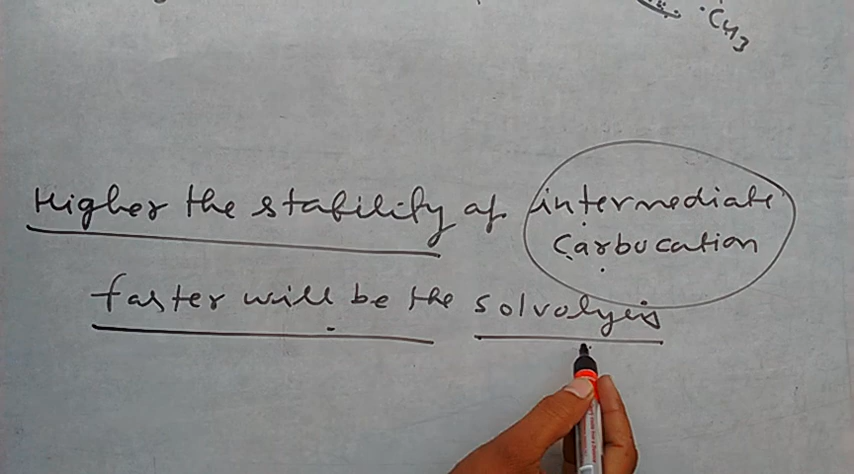 ·CH3
Higher the stability of intermediate
Carbocation
faster will be the solvolysis